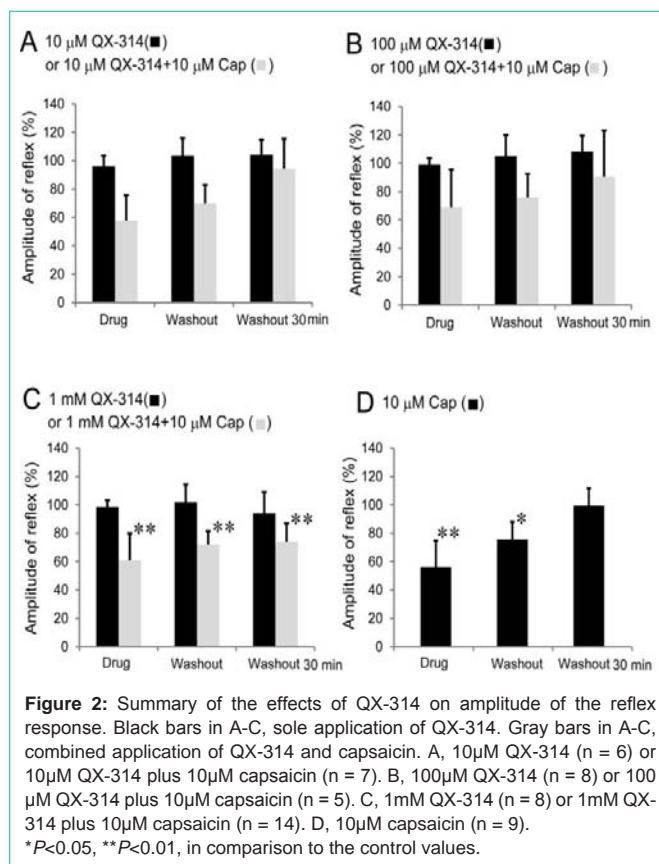 A 10 μM QX-314(■)
or 10 μM QX-314+10 μM Cap (■)
Amplitude of reflex (%)
140
120
100
80
60
40
20
0
Drug Washout Washout 30 min
B 100 μM QX-314(■)
or 100 μM QX-314+10 μM Cap (■)
Amplitude of reflex (%)
140
120
100
80
60
40
20
0
Drug Washout Washout 30 min
C 1 mM QX-314(■)
or 1 mM QX-314+10 μM Cap (■)
Amplitude of reflex (%)
140
120
100
80
60
40
20
0
** ** **
Drug Washout Washout 30 min
D 10 μM Cap (■)
Amplitude of reflex (%)
140
120
100
80
60
40
20
0
** *
Drug Washout Washout 30 min
Figure 2: Summary of the effects of QX-314 on amplitude of the reflex
response. Black bars in A-C, sole application of QX-314. Gray bars in A-C,
combined application of QX-314 and capsaicin. A, 10μM QX-314 (n = 6) or
10μM QX-314 plus 10μM capsaicin (n = 7). B, 100μM QX-314 (n = 8) or 100
μM QX-314 plus 10μM capsaicin (n = 5). C, 1mM QX-314 (n = 8) or 1mM QX-
314 plus 10μM capsaicin (n = 14). D, 10μM capsaicin (n = 9).
*P<0.05, **P<0.01, in comparison to the control values.